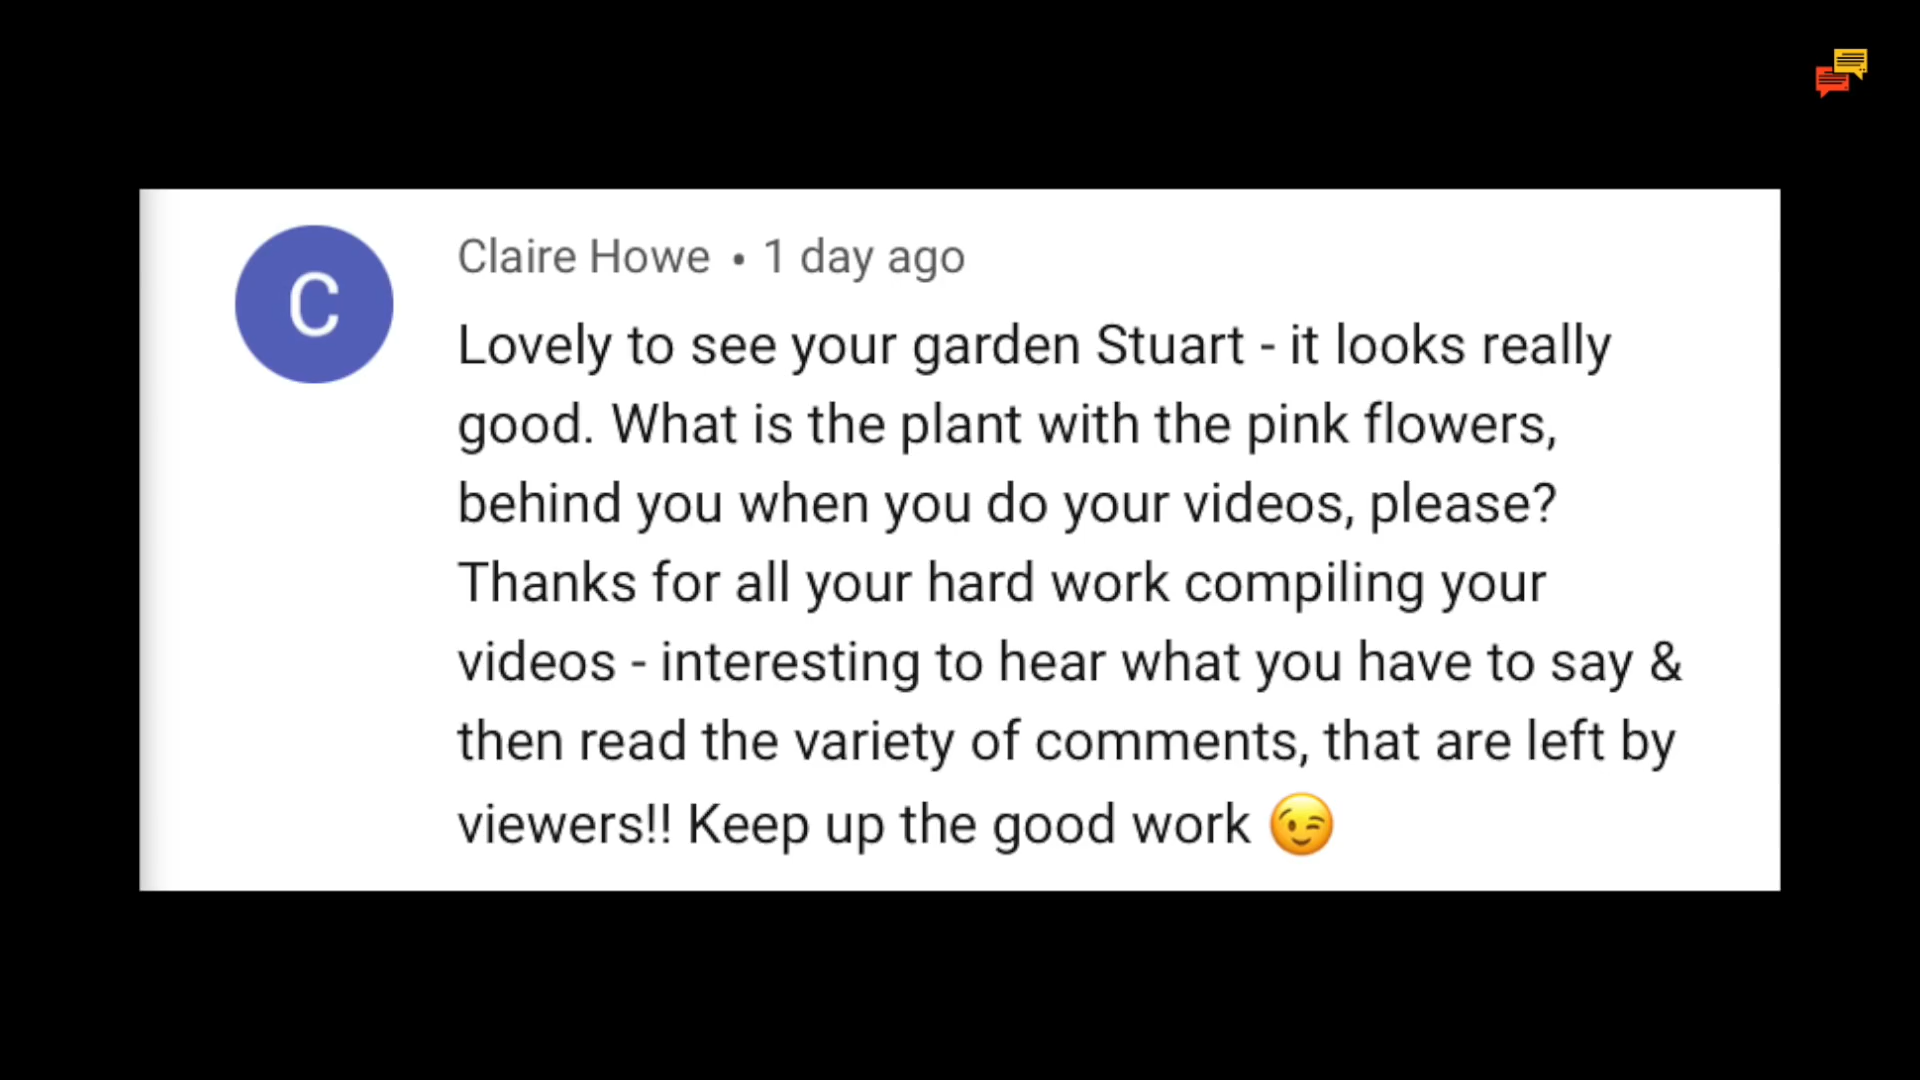 C
Claire Howe • 1 day ago
Lovely to see your garden Stuart - it looks really
good. What is the plant with the pink flowers,
behind you when you do your videos, please?
Thanks for all your hard work compiling your
videos - interesting to hear what you have to say &
then read the variety of comments, that are left by
viewers!! Keep up the good work 😉